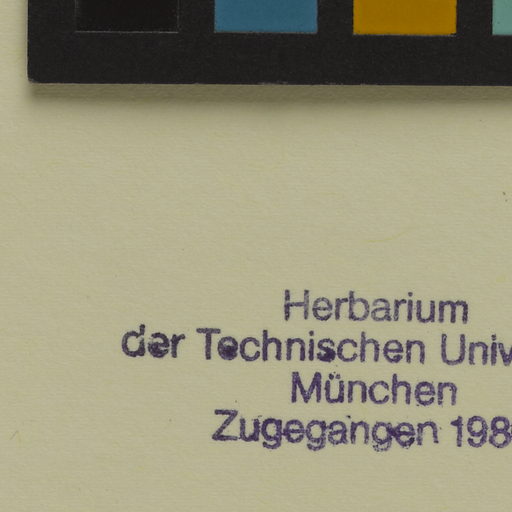 Herbarium
der Technischen Univ
München
Zugegangen 198